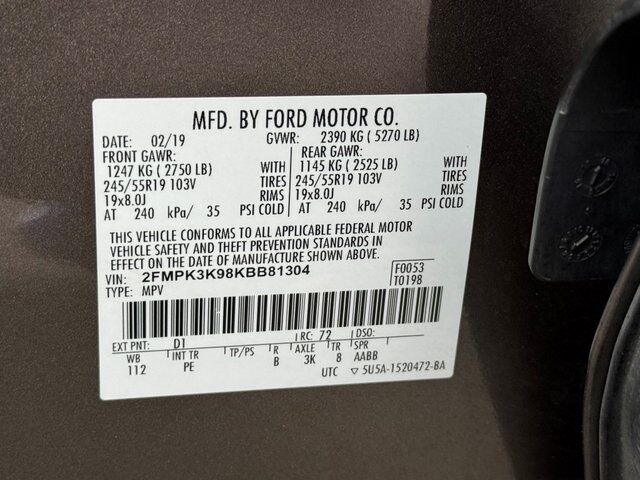 MFD. BY FORD MOTOR CO.
DATE: 02/19 GVWR: 2390 KG ( 5270 LB)
FRONT GAWR: REAR GAWR:
1247 KG ( 2750 LB) WITH 1145 KG ( 2525 LB) WITH
245/55R19 103V TIRES 245/55R19 103V TIRES
19x8.0J RIMS 19x8.0J RIMS
AT 240 kPa/ 35 PSI COLD AT 240 kPa/ 35 PSI COLD
THIS VEHICLE CONFORMS TO ALL APPLICABLE FEDERAL MOTOR
VEHICLE SAFETY AND THEFT PREVENTION STANDARDS IN
EFFECT ON THE DATE OF MANUFACTURE SHOWN ABOVE.
VIN: 2FMPK3K98KBB81304 F0053
TYPE: MPV T0198
EXT PNT: D1 RC: 72 DSO:
WB INT TR TP/PS R AXLE TR SPR
112 PE B 3K 8 AABB
UTC ▽ 5U5A-1520472-BA